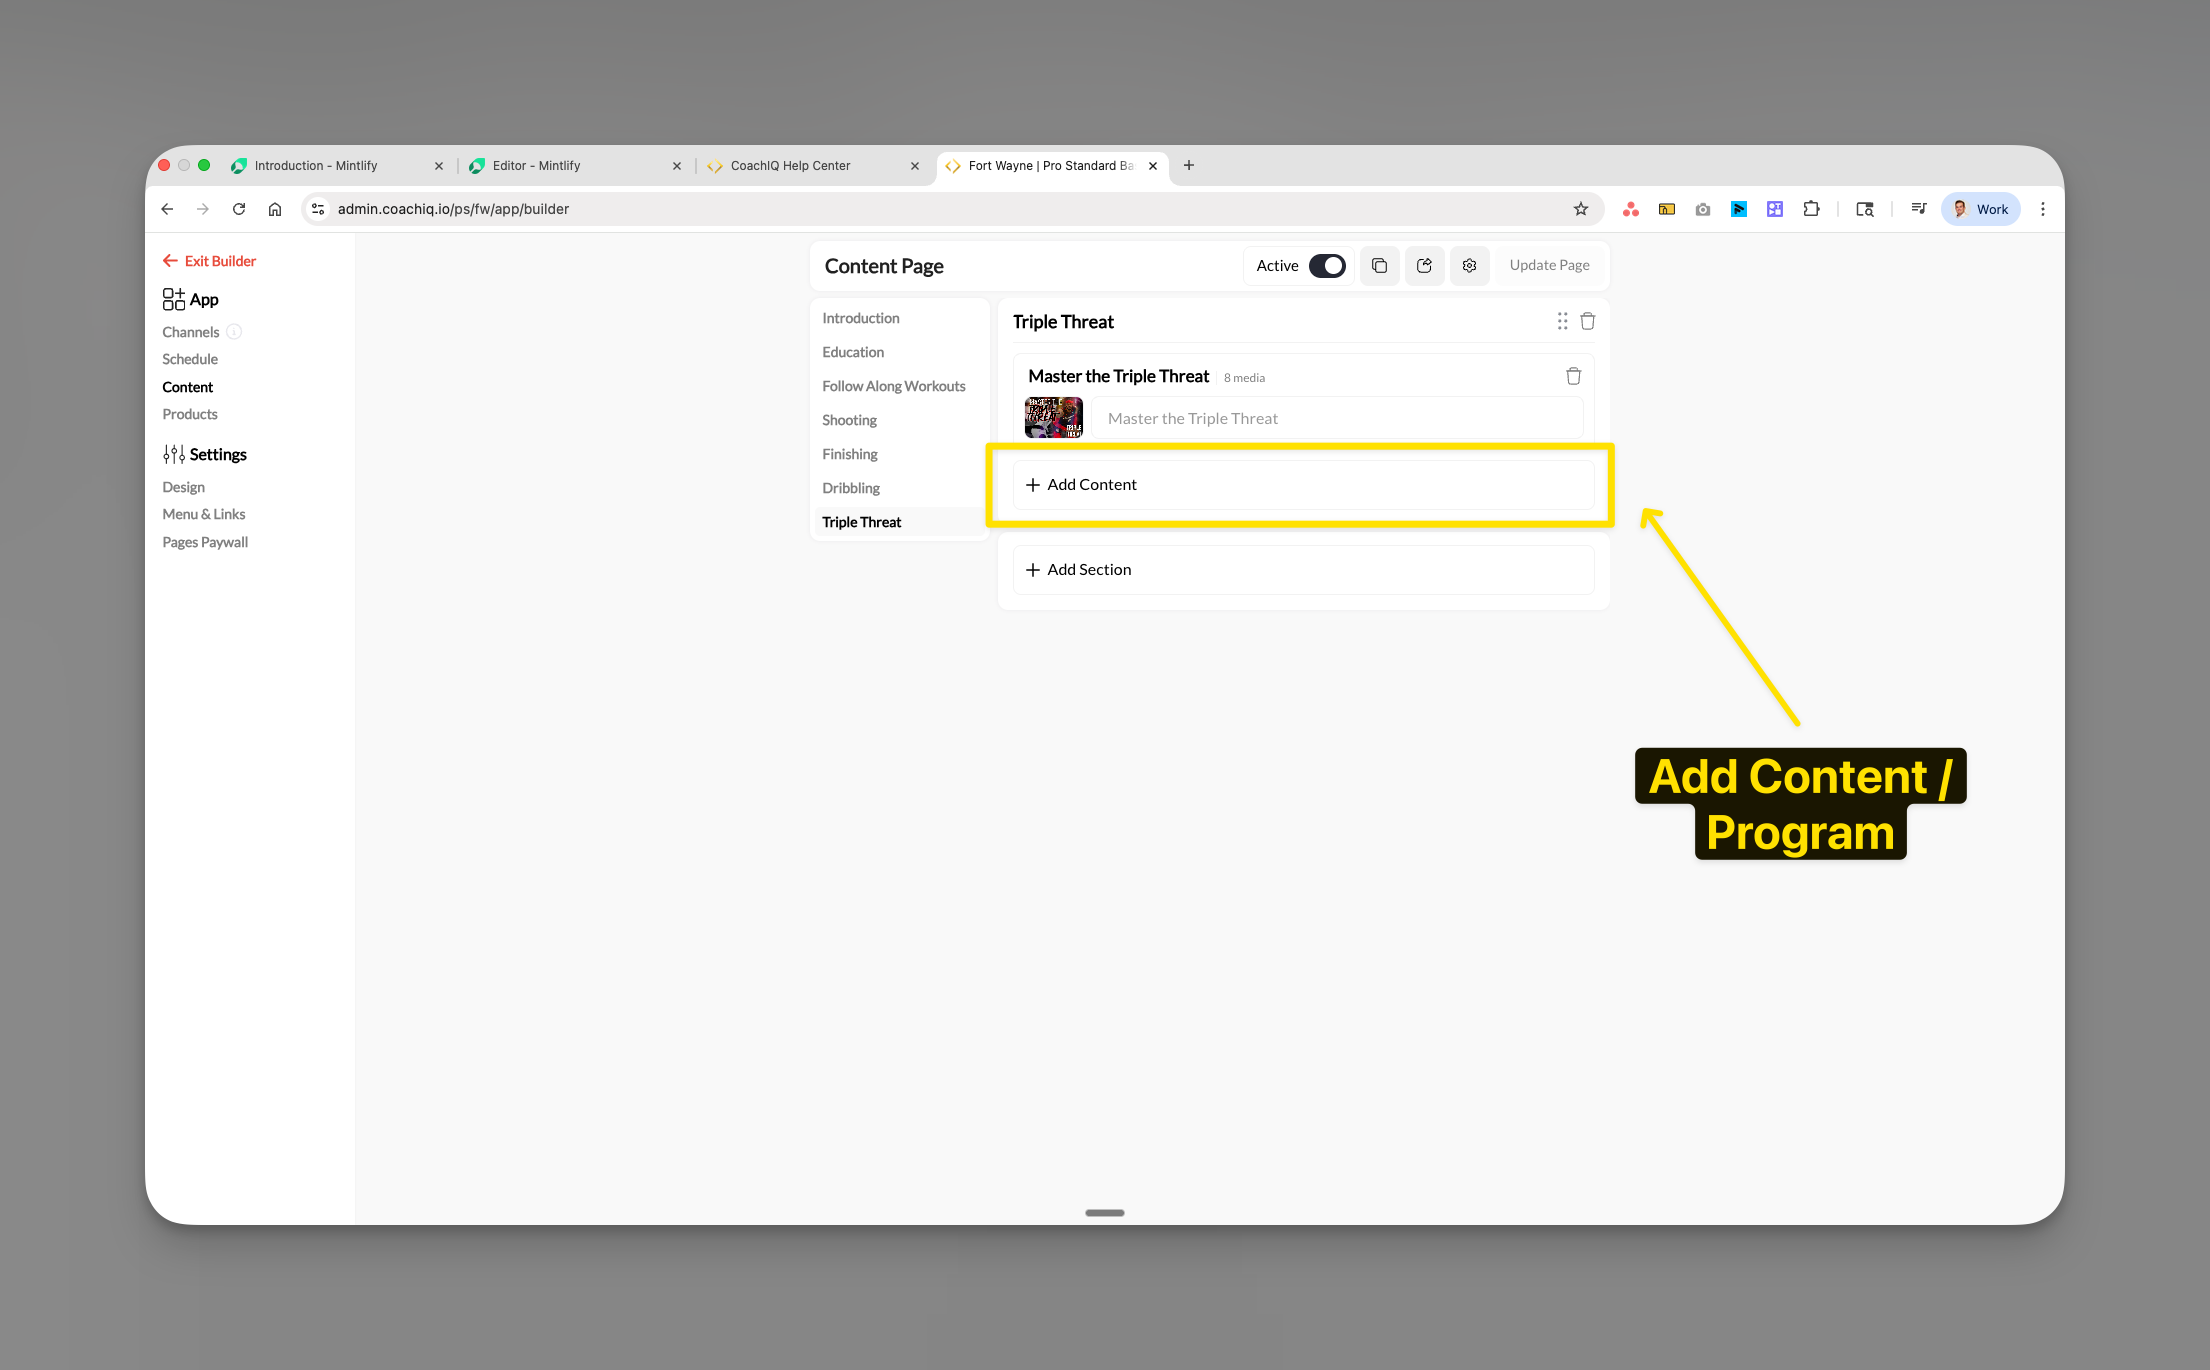 Introduction - Mintlify
Editor - Mintlify
CoachIQ Help Center
Fort Wayne | Pro Standard Ba
admin.coachiq.io/ps/fw/app/builder
Work
Exit Builder
App
Channels
Schedule
Content
Products
Settings
Design
Menu & Links
Pages Paywall
Content Page
Active
Update Page
Introduction
Education
Follow Along Workouts
Shooting
Finishing
Dribbling
Triple Threat
Triple Threat
Master the Triple Threat 8 media
Master the Triple Threat
+ Add Content
+ Add Section
Add Content /
Program